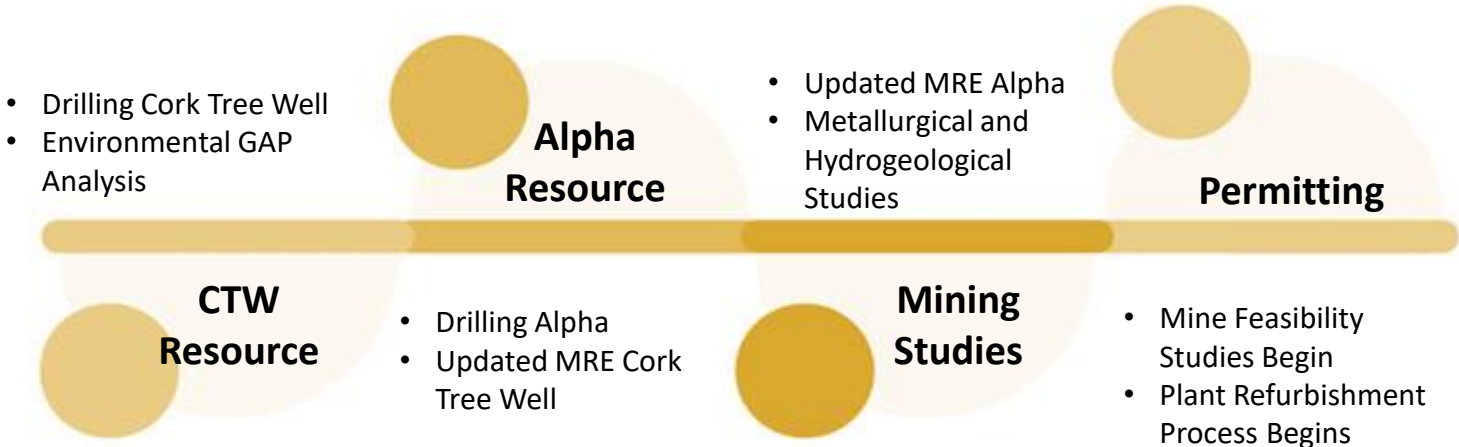 • Drilling Cork Tree Well
• Environmental GAP
Analysis
CTW
Resource
Alpha
Resource
• Drilling Alpha
• Updated MRE Cork
Tree Well
• Updated MRE Alpha
• Metallurgical and
Hydrogeological
Studies
Mining
Studies
Permitting
• Mine Feasibility
Studies Begin
• Plant Refurbishment
Process Begins